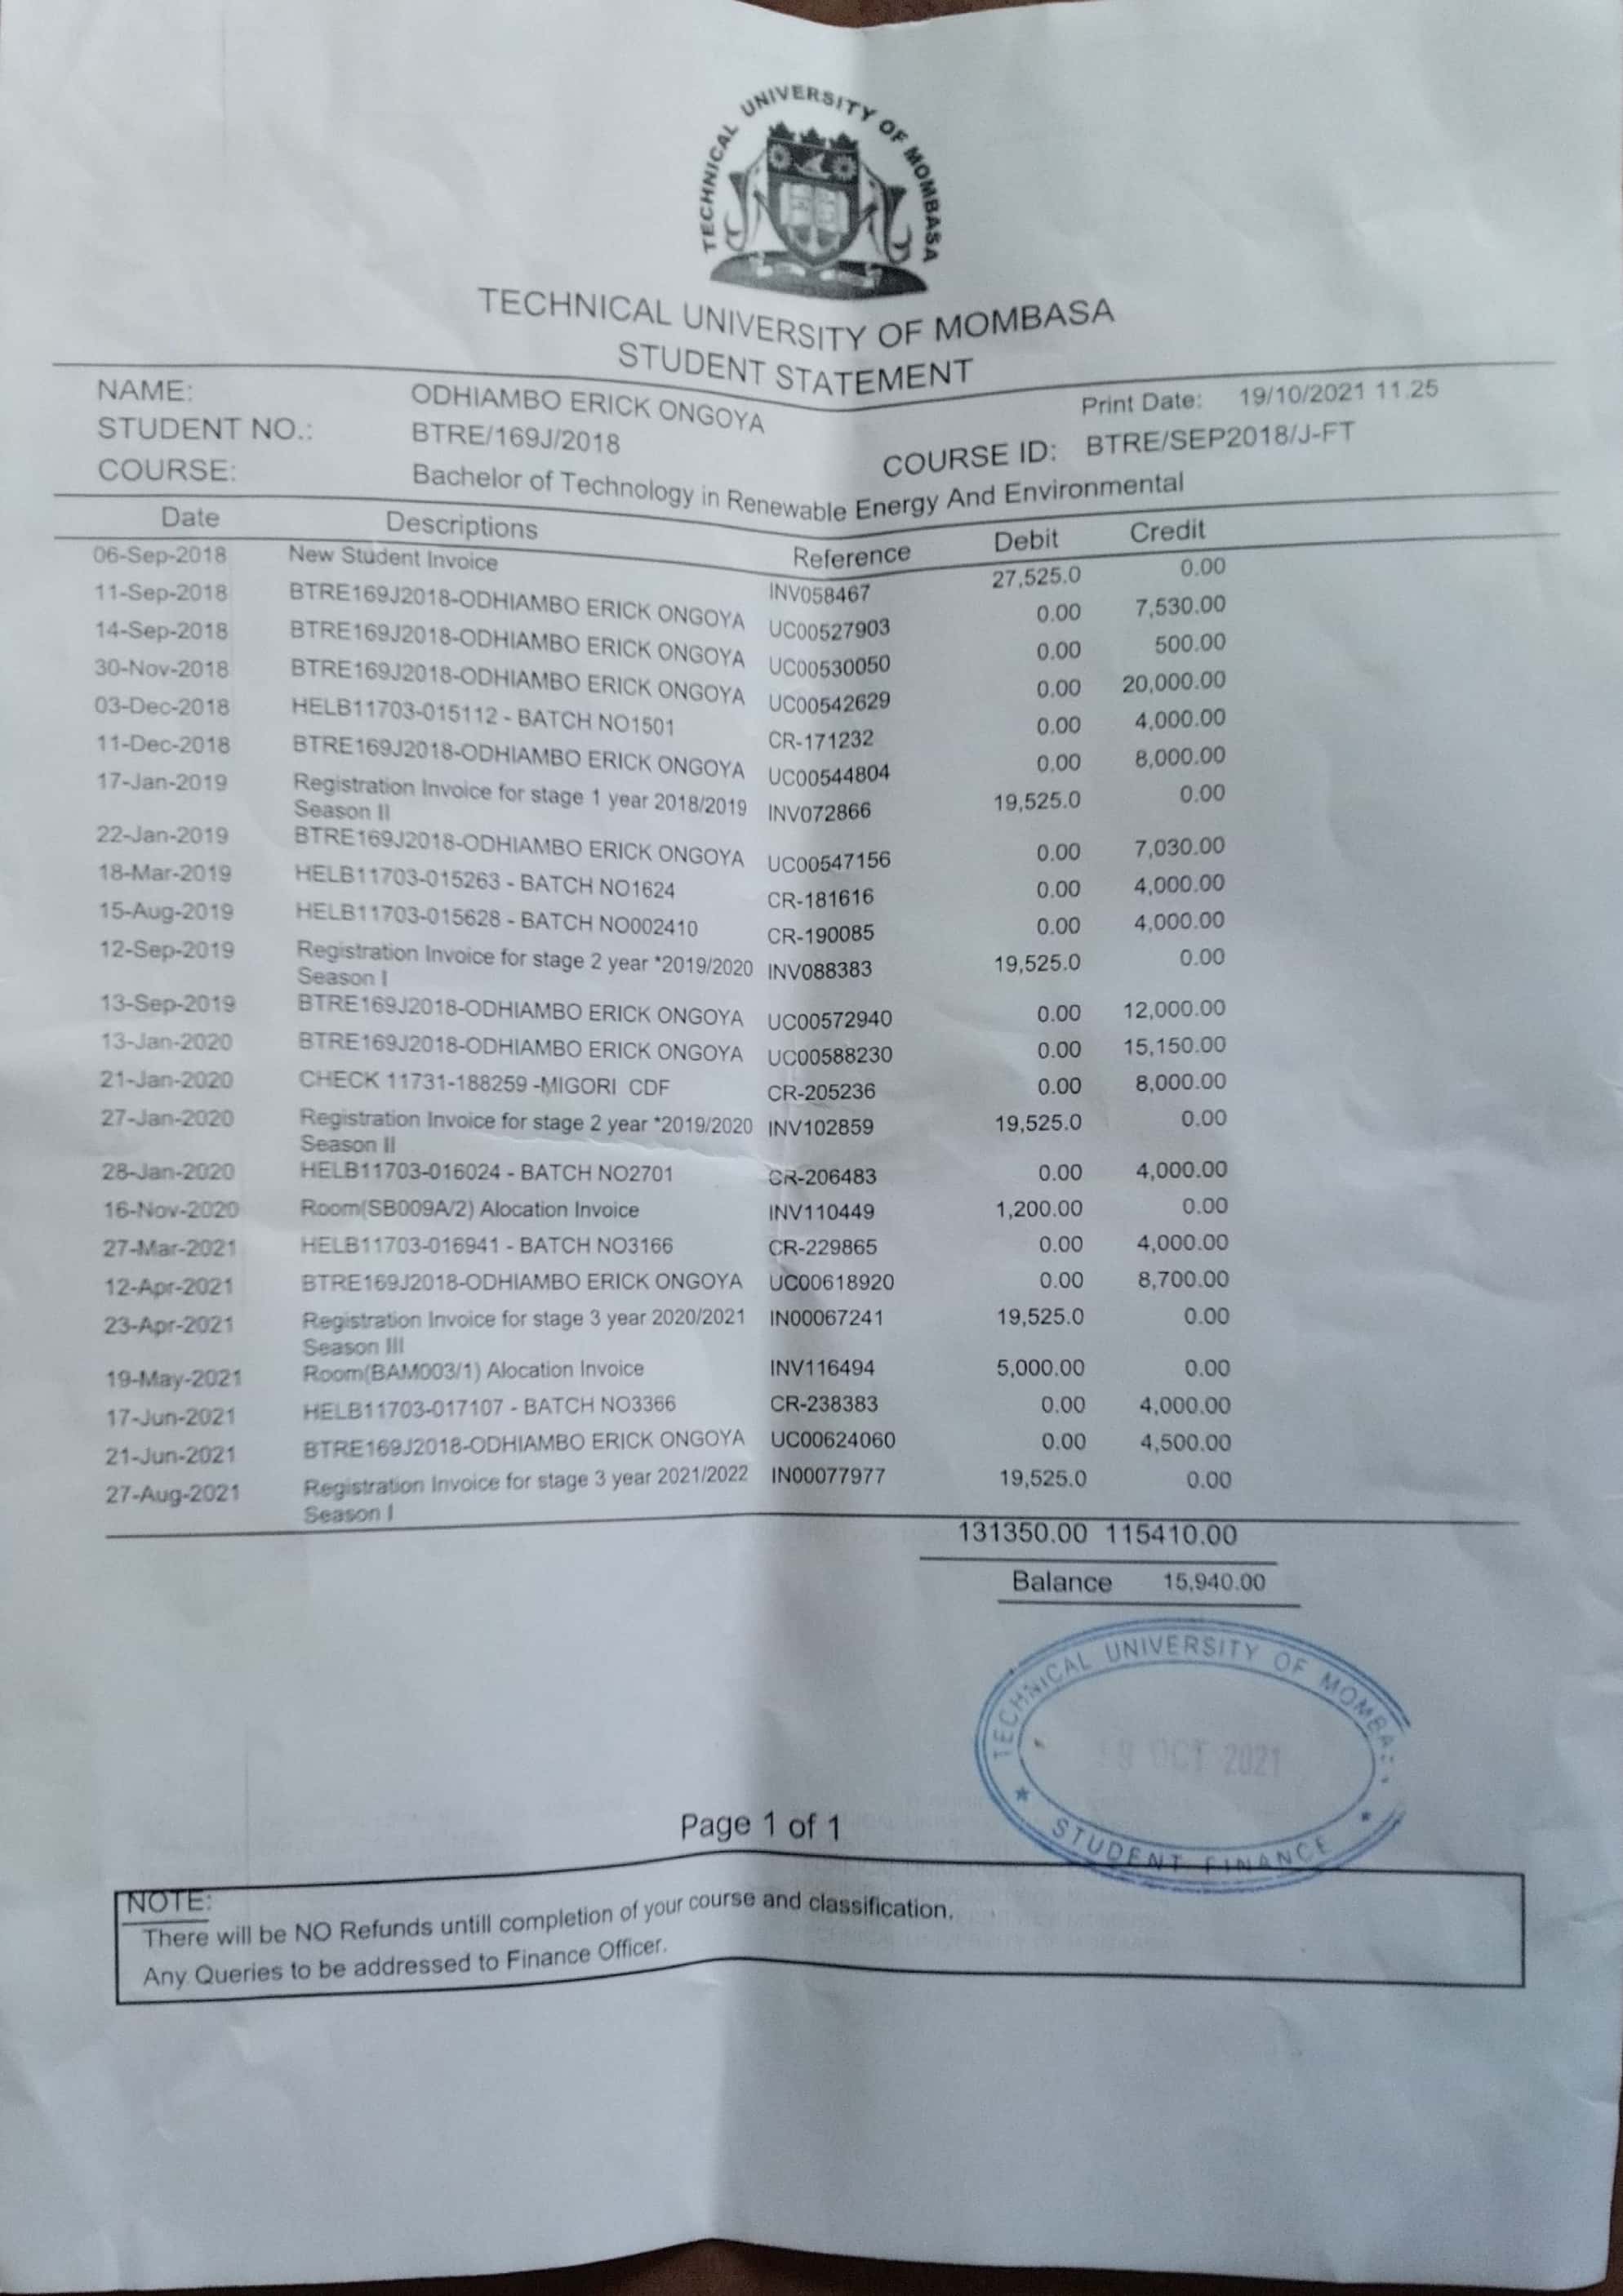 TECHNICAL UNIVERSITY OF MOMBASA
TECHNICAL UNIVERSITY OF MOMBASA
STUDENT STATEMENT
NAME: ODHIAMBO ERICK ONGOYA Print Date: 19/10/2021 11.25
STUDENT NO.: BTRE/169J/2018 COURSE ID: BTRE/SEP2018/J-FT
COURSE: Bachelor of Technology in Renewable Energy And Environmental
Date Descriptions Reference Debit Credit
06-Sep-2018 New Student Invoice INV058467 27,525.0 0.00
11-Sep-2018 BTRE169J2018-ODHIAMBO ERICK ONGOYA UC00527903 0.00 7,530.00
14-Sep-2018 BTRE169J2018-ODHIAMBO ERICK ONGOYA UC00530050 0.00 500.00
30-Nov-2018 BTRE169J2018-ODHIAMBO ERICK ONGOYA UC00542629 0.00 20,000.00
03-Dec-2018 HELB11703-015112 - BATCH NO1501 CR-171232 0.00 4,000.00
11-Dec-2018 BTRE169J2018-ODHIAMBO ERICK ONGOYA UC00544804 0.00 8,000.00
17-Jan-2019 Registration Invoice for stage 1 year 2018/2019 INV072866 19,525.0 0.00
Season II
22-Jan-2019 BTRE169J2018-ODHIAMBO ERICK ONGOYA UC00547156 0.00 7,030.00
18-Mar-2019 HELB11703-015263 - BATCH NO1624 CR-181616 0.00 4,000.00
15-Aug-2019 HELB11703-015628 - BATCH NO002410 CR-190085 0.00 4,000.00
12-Sep-2019 Registration Invoice for stage 2 year *2019/2020 INV088383 19,525.0 0.00
Season I
13-Sep-2019 BTRE169J2018-ODHIAMBO ERICK ONGOYA UC00572940 0.00 12,000.00
13-Jan-2020 BTRE169J2018-ODHIAMBO ERICK ONGOYA UC00588230 0.00 15,150.00
21-Jan-2020 CHECK 11731-188259 -MIGORI CDF CR-205236 0.00 8,000.00
27-Jan-2020 Registration Invoice for stage 2 year *2019/2020 INV102859 19,525.0 0.00
Season II
28-Jan-2020 HELB11703-016024 - BATCH NO2701 CR-206483 0.00 4,000.00
16-Nov-2020 Room(SB009A/2) Alocation Invoice INV110449 1,200.00 0.00
27-Mar-2021 HELB11703-016941 - BATCH NO3166 CR-229865 0.00 4,000.00
12-Apr-2021 BTRE169J2018-ODHIAMBO ERICK ONGOYA UC00618920 0.00 8,700.00
23-Apr-2021 Registration Invoice for stage 3 year 2020/2021 IN00067241 19,525.0 0.00
Season III
19-May-2021 Room(BAM003/1) Alocation Invoice INV116494 5,000.00 0.00
17-Jun-2021 HELB11703-017107 - BATCH NO3366 CR-238383 0.00 4,000.00
21-Jun-2021 BTRE169J2018-ODHIAMBO ERICK ONGOYA UC00624060 0.00 4,500.00
27-Aug-2021 Registration Invoice for stage 3 year 2021/2022 IN00077977 19,525.0 0.00
Season I
131350.00 115410.00
Balance 15,940.00
TECHNICAL UNIVERSITY OF
OCT 2021
STUDENT FINANCE
Page 1 of 1
NOTE:
There will be NO Refunds untill completion of your course and classification.
Any Queries to be addressed to Finance Officer.